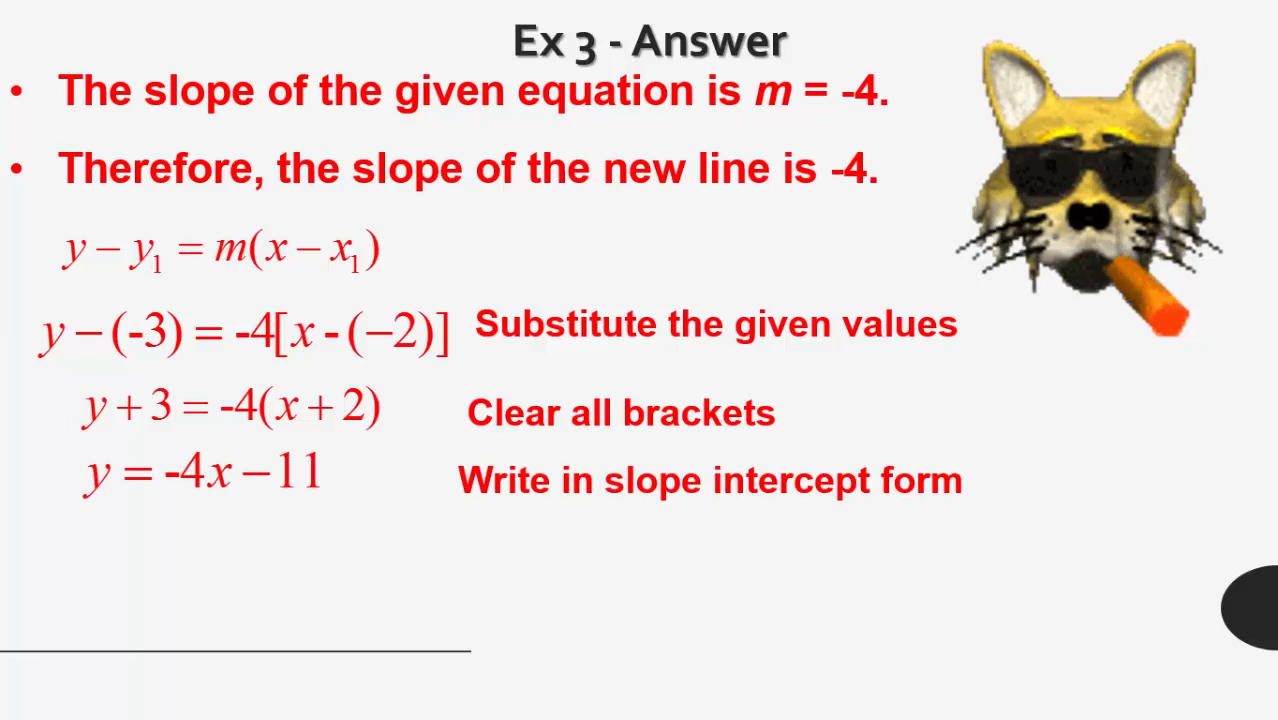 Ex 3 - Answer
• The slope of the given equation is m = -4.
• Therefore, the slope of the new line is -4.
y − y₁ = m(x − x₁)
y − (-3) = -4[x - (−2)] Substitute the given values
y + 3 = -4(x + 2) Clear all brackets
y = -4x − 11 Write in slope intercept form